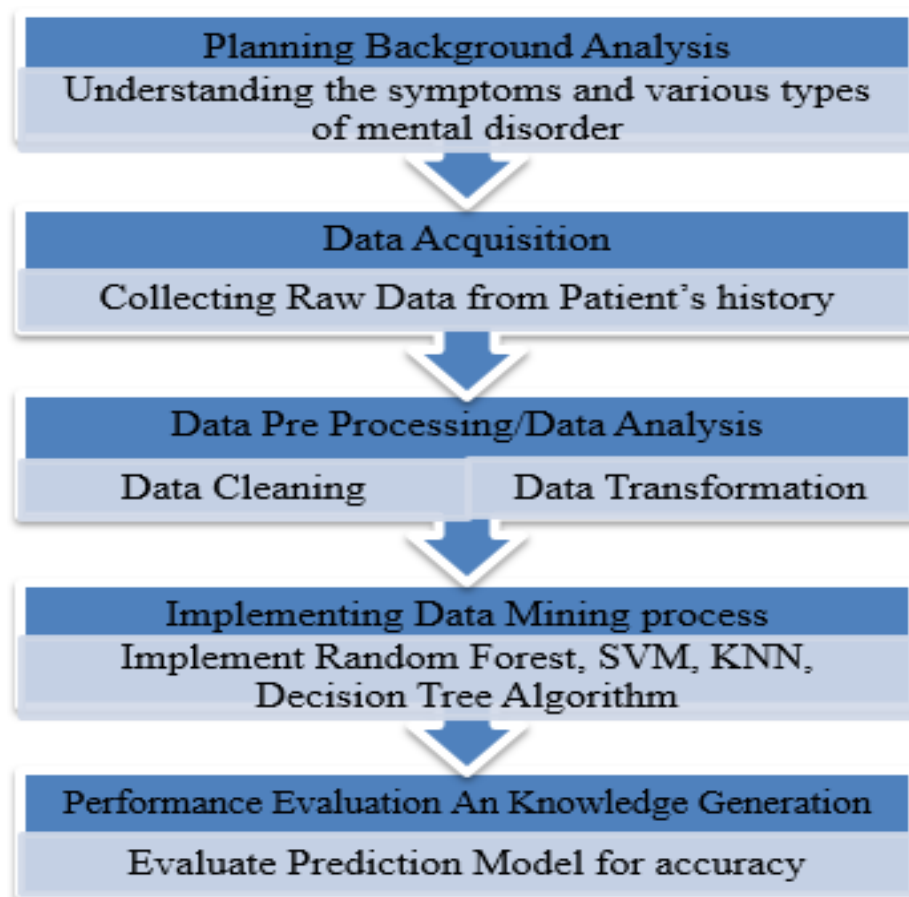 Planning Background Analysis
Understanding the symptoms and various types
of mental disorder
Data Acquisition
Collecting Raw Data from Patient’s history
Data Pre Processing/Data Analysis
Data Cleaning
Data Transformation
Implementing Data Mining process
Implement Random Forest, SVM, KNN,
Decision Tree Algorithm
Performance Evaluation An Knowledge Generation
Evaluate Prediction Model for accuracy